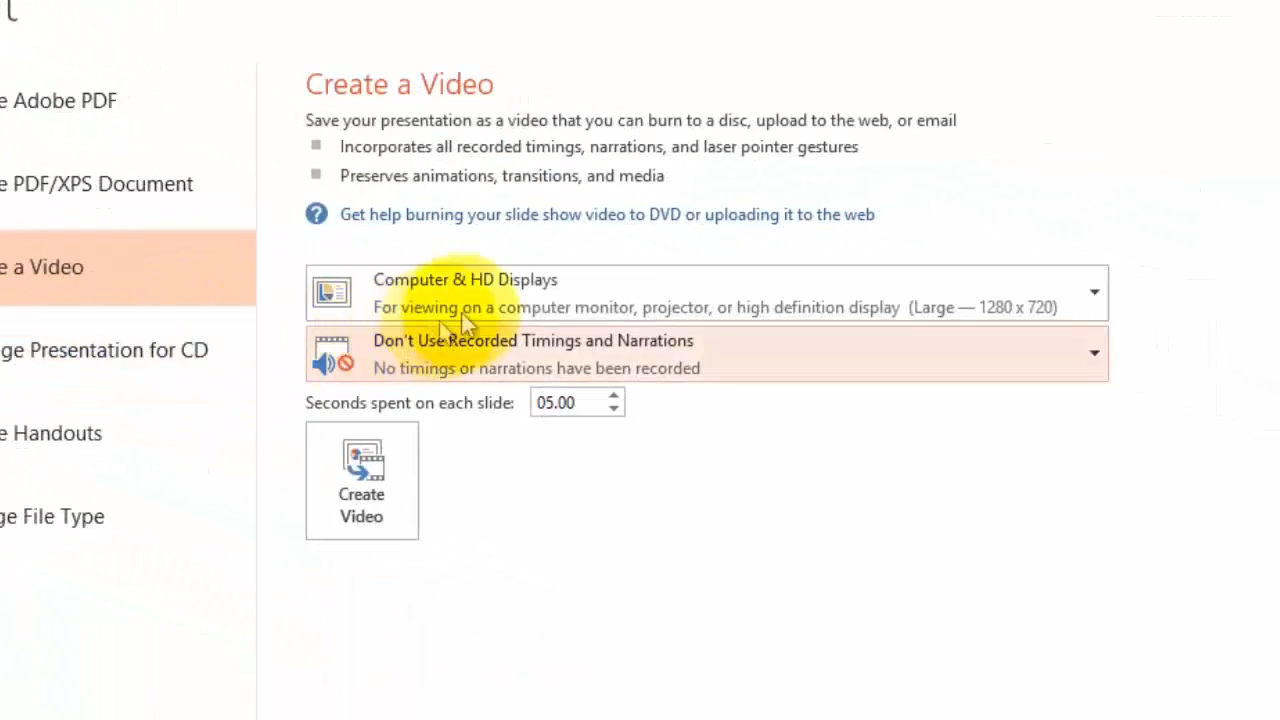 e Adobe PDF
e PDF/XPS Document
e a Video
ge Presentation for CD
e Handouts
ge File Type
Create a Video
Save your presentation as a video that you can burn to a disc, upload to the web, or email
Incorporates all recorded timings, narrations, and laser pointer gestures
Preserves animations, transitions, and media
Get help burning your slide show video to DVD or uploading it to the web
Computer & HD Displays
For viewing on a computer monitor, projector, or high definition display (Large — 1280 x 720)
Don't Use Recorded Timings and Narrations
No timings or narrations have been recorded
Seconds spent on each slide: 05.00
Create
Video